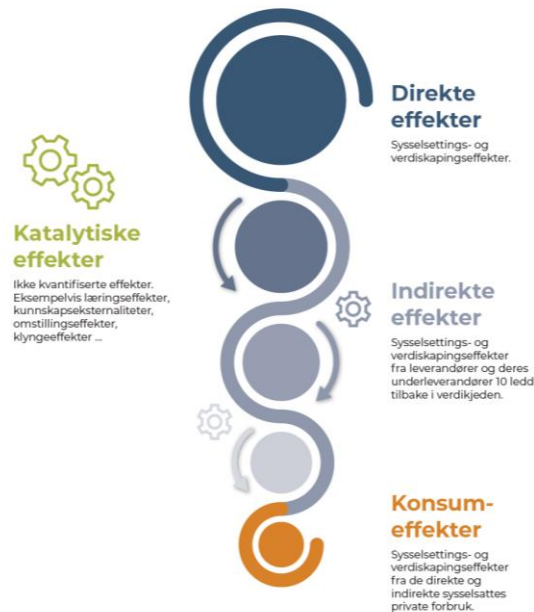 Direkte
effekter
Sysselsettings- og
verdiskapingseffekter.
Katalytiske
effekter
Ikke kvantifiserte effekter.
Eksempelvis læringseffekter,
kunnskapseksternaliteter,
omstillingseffekter,
klyngeeffekter ...
Indirekte
effekter
Sysselsettings- og
verdiskapingseffekter
fra leverandører og deres
underleverandører 10 ledd
tilbake i verdikjeden.
Konsum-
effekter
Sysselsettings- og
verdiskapingseffekter
fra de direkte og
indirekte sysselsattes
private forbruk.